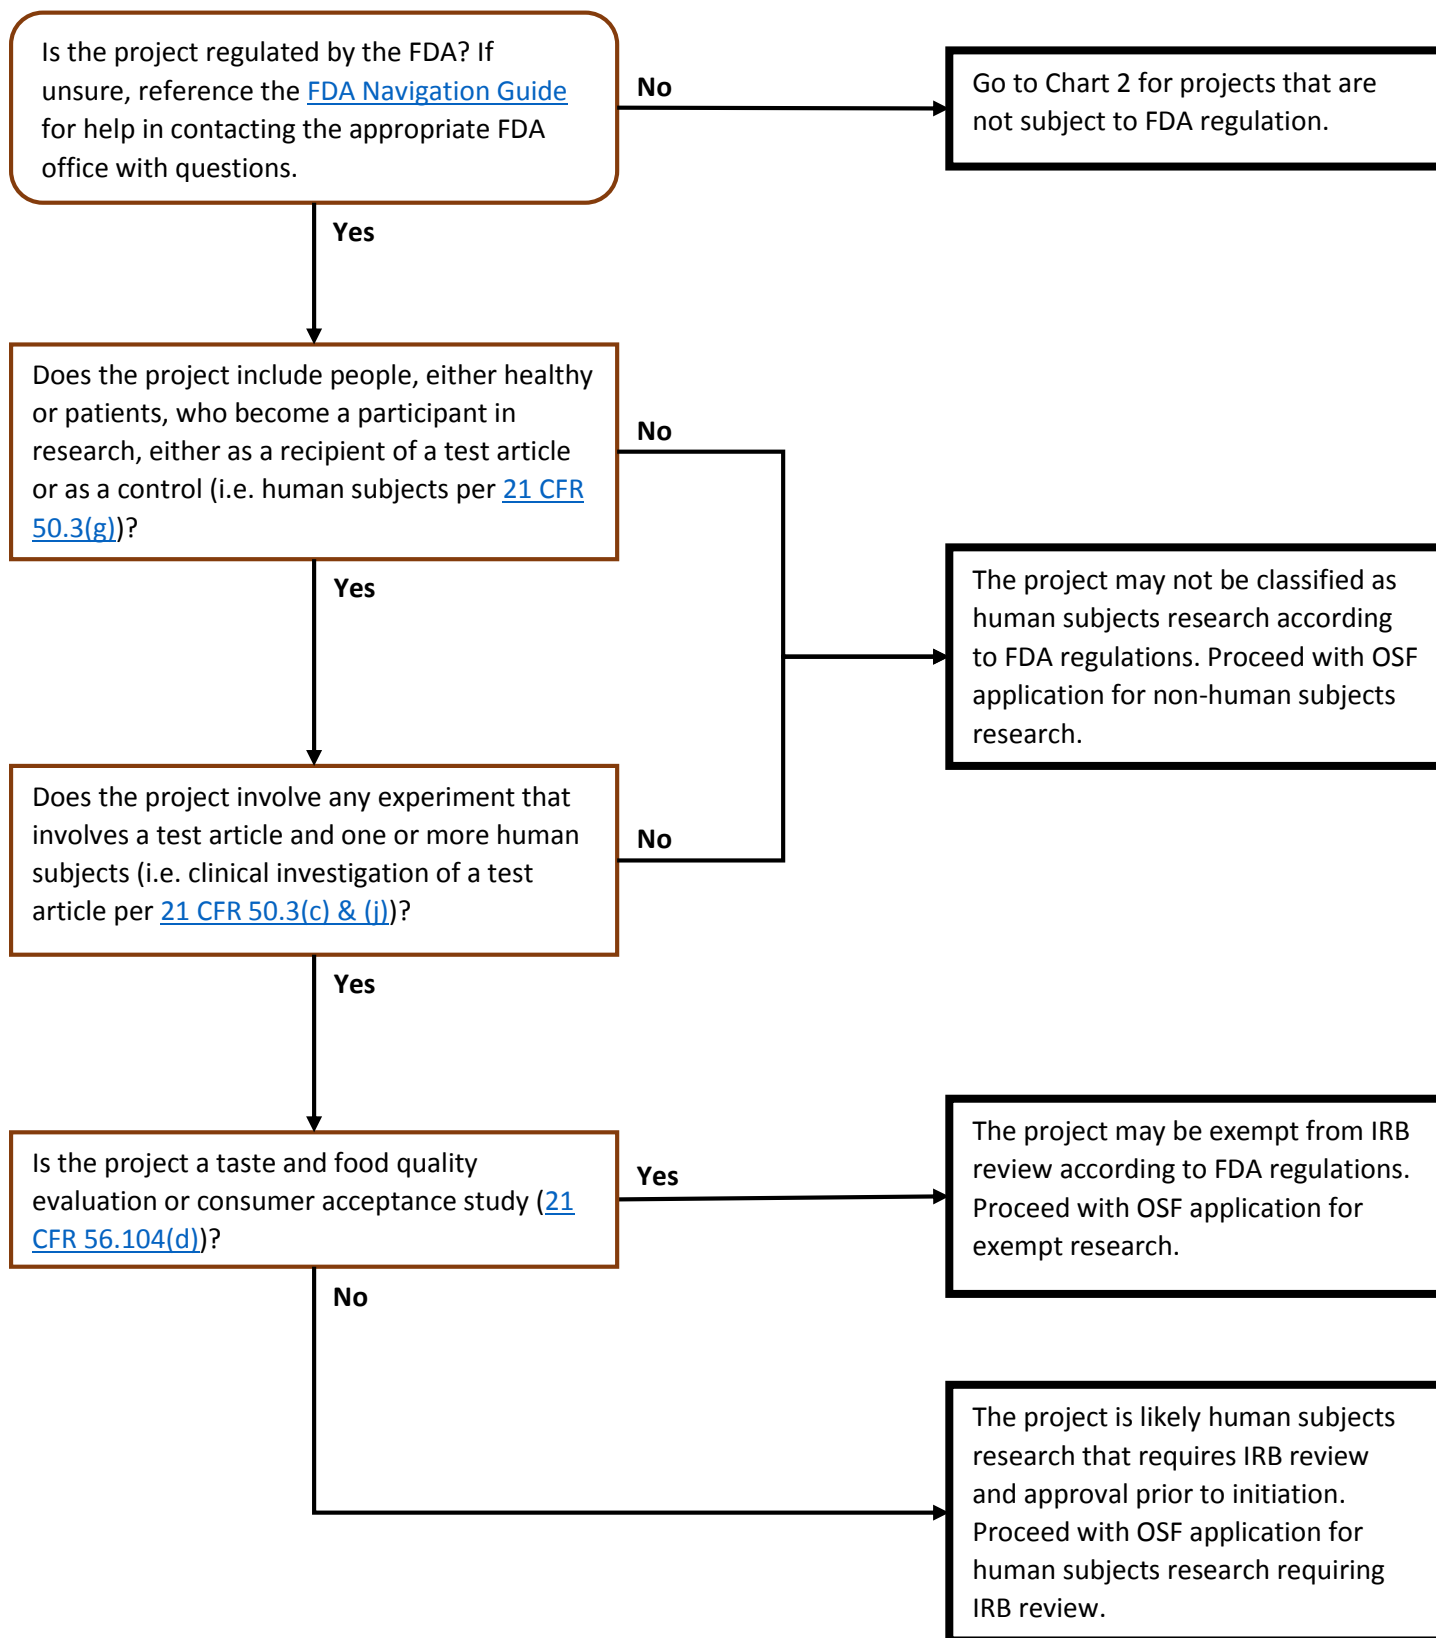 Is the project regulated by the FDA? If
unsure, reference the FDA Navigation Guide
for help in contacting the appropriate FDA
office with questions.
No
Go to Chart 2 for projects that are
not subject to FDA regulation.
Yes
Does the project include people, either healthy
or patients, who become a participant in
research, either as a recipient of a test article
or as a control (i.e. human subjects per 21 CFR
50.3(g))?
No
Yes
The project may not be classified as
human subjects research according
to FDA regulations. Proceed with OSF
application for non-human subjects
research.
Does the project involve any experiment that
involves a test article and one or more human
subjects (i.e. clinical investigation of a test
article per 21 CFR 50.3(c) & (j))?
No
Yes
Is the project a taste and food quality
evaluation or consumer acceptance study (21
CFR 56.104(d))?
Yes
The project may be exempt from IRB
review according to FDA regulations.
Proceed with OSF application for
exempt research.
No
The project is likely human subjects
research that requires IRB review
and approval prior to initiation.
Proceed with OSF application for
human subjects research requiring
IRB review.